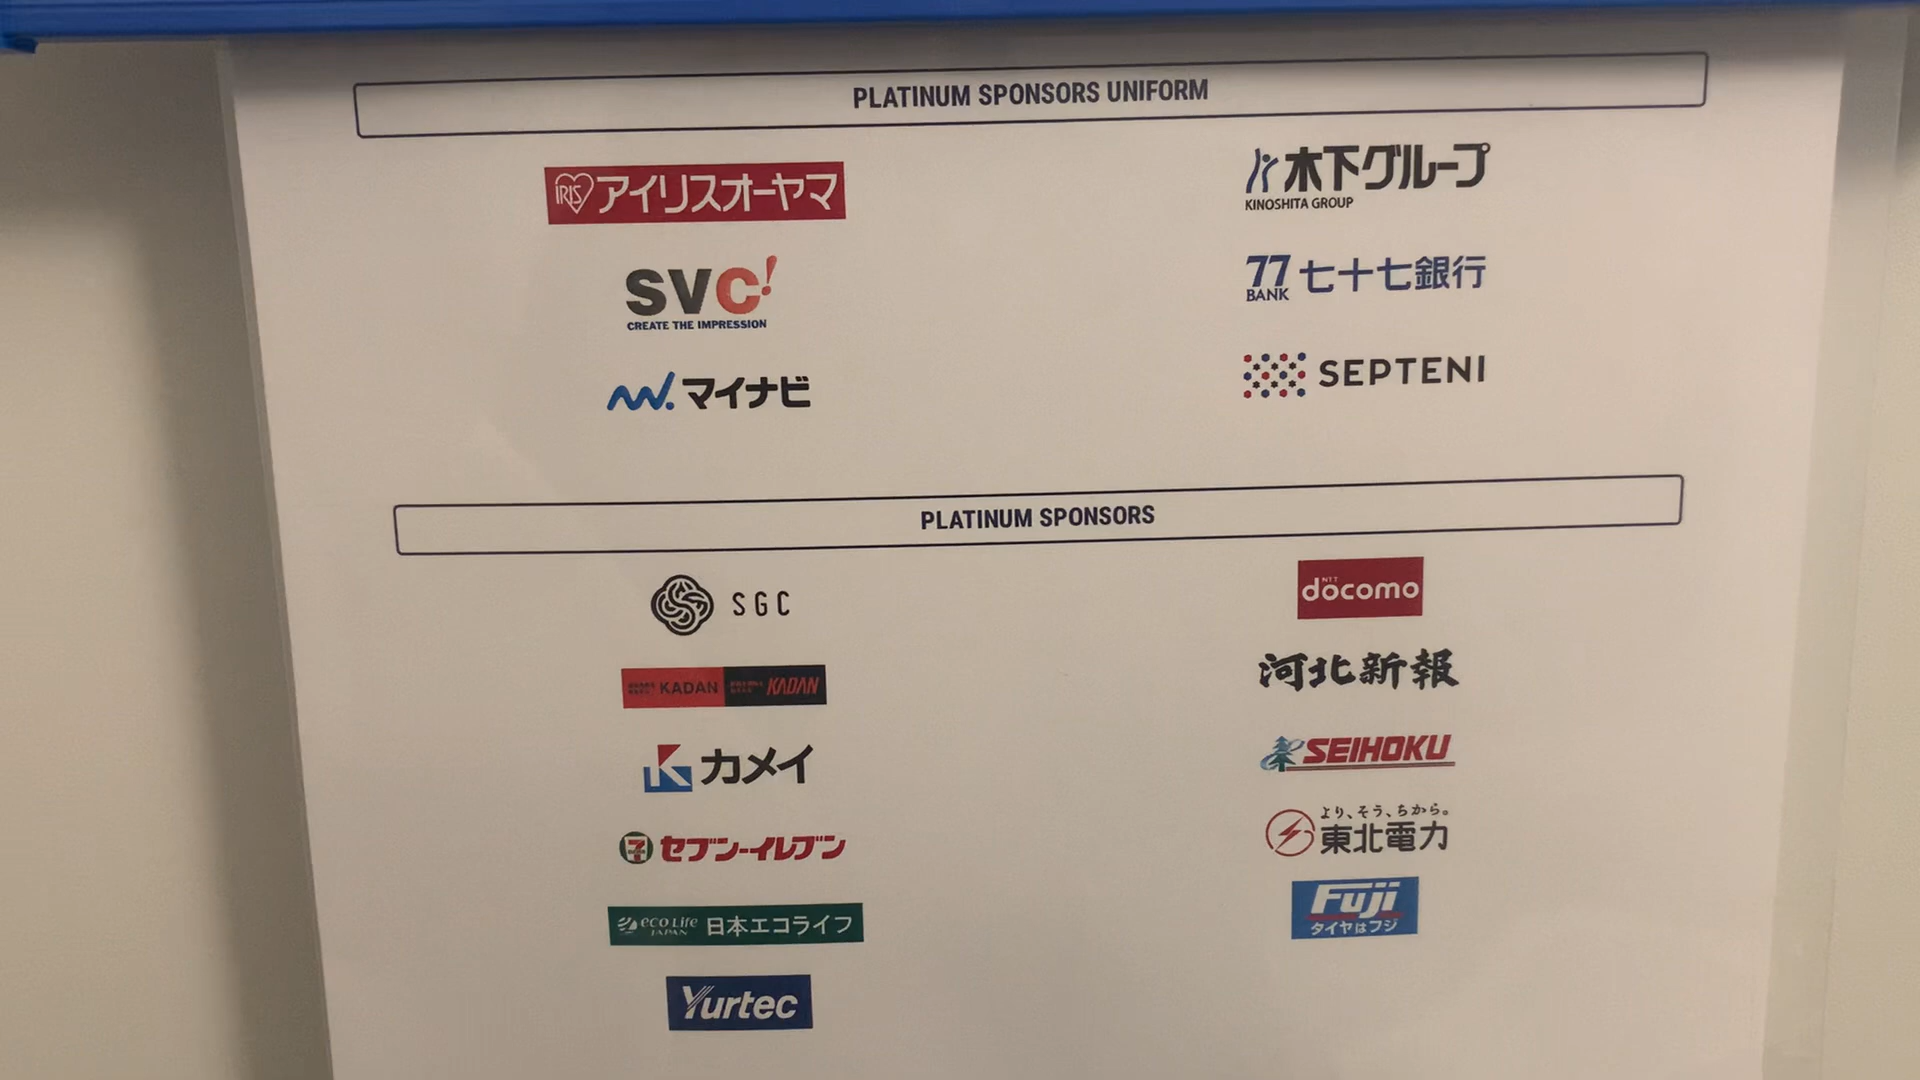 PLATINUM SPONSORS UNIFORM
IRIS アイリスオーヤマ
木下グループ
KINOSHITA GROUP
SVC!
CREATE THE IMPRESSION
77 BANK 七十七銀行
マイナビ
SEPTENI
PLATINUM SPONSORS
SGC
NTT
docomo
KADAN KADAN
河北新報
カメイ
SEIHOKU
7 セブン-イレブン
より、そう、ちから。
東北電力
ecoLife JAPAN 日本エコライフ
Fuji
タイヤはフジ
Yurtec